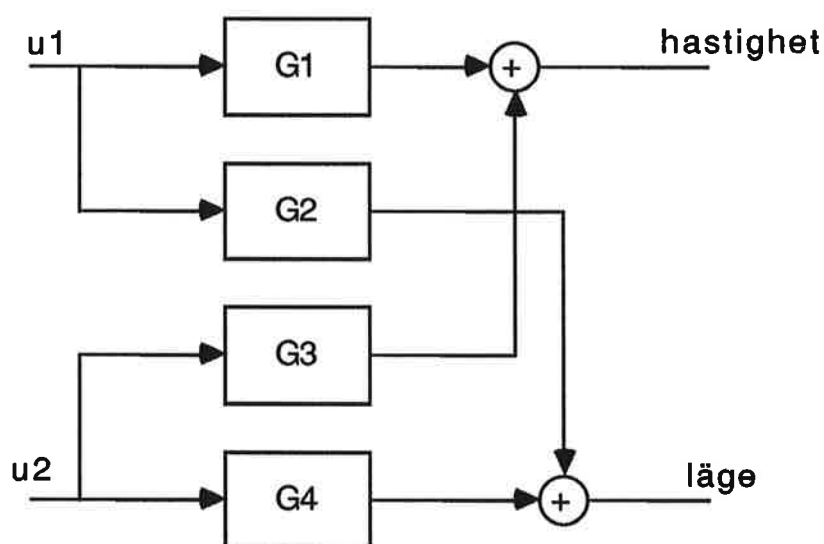 u1
G1
+
hastighet
G2
G3
u2
G4
+
läge